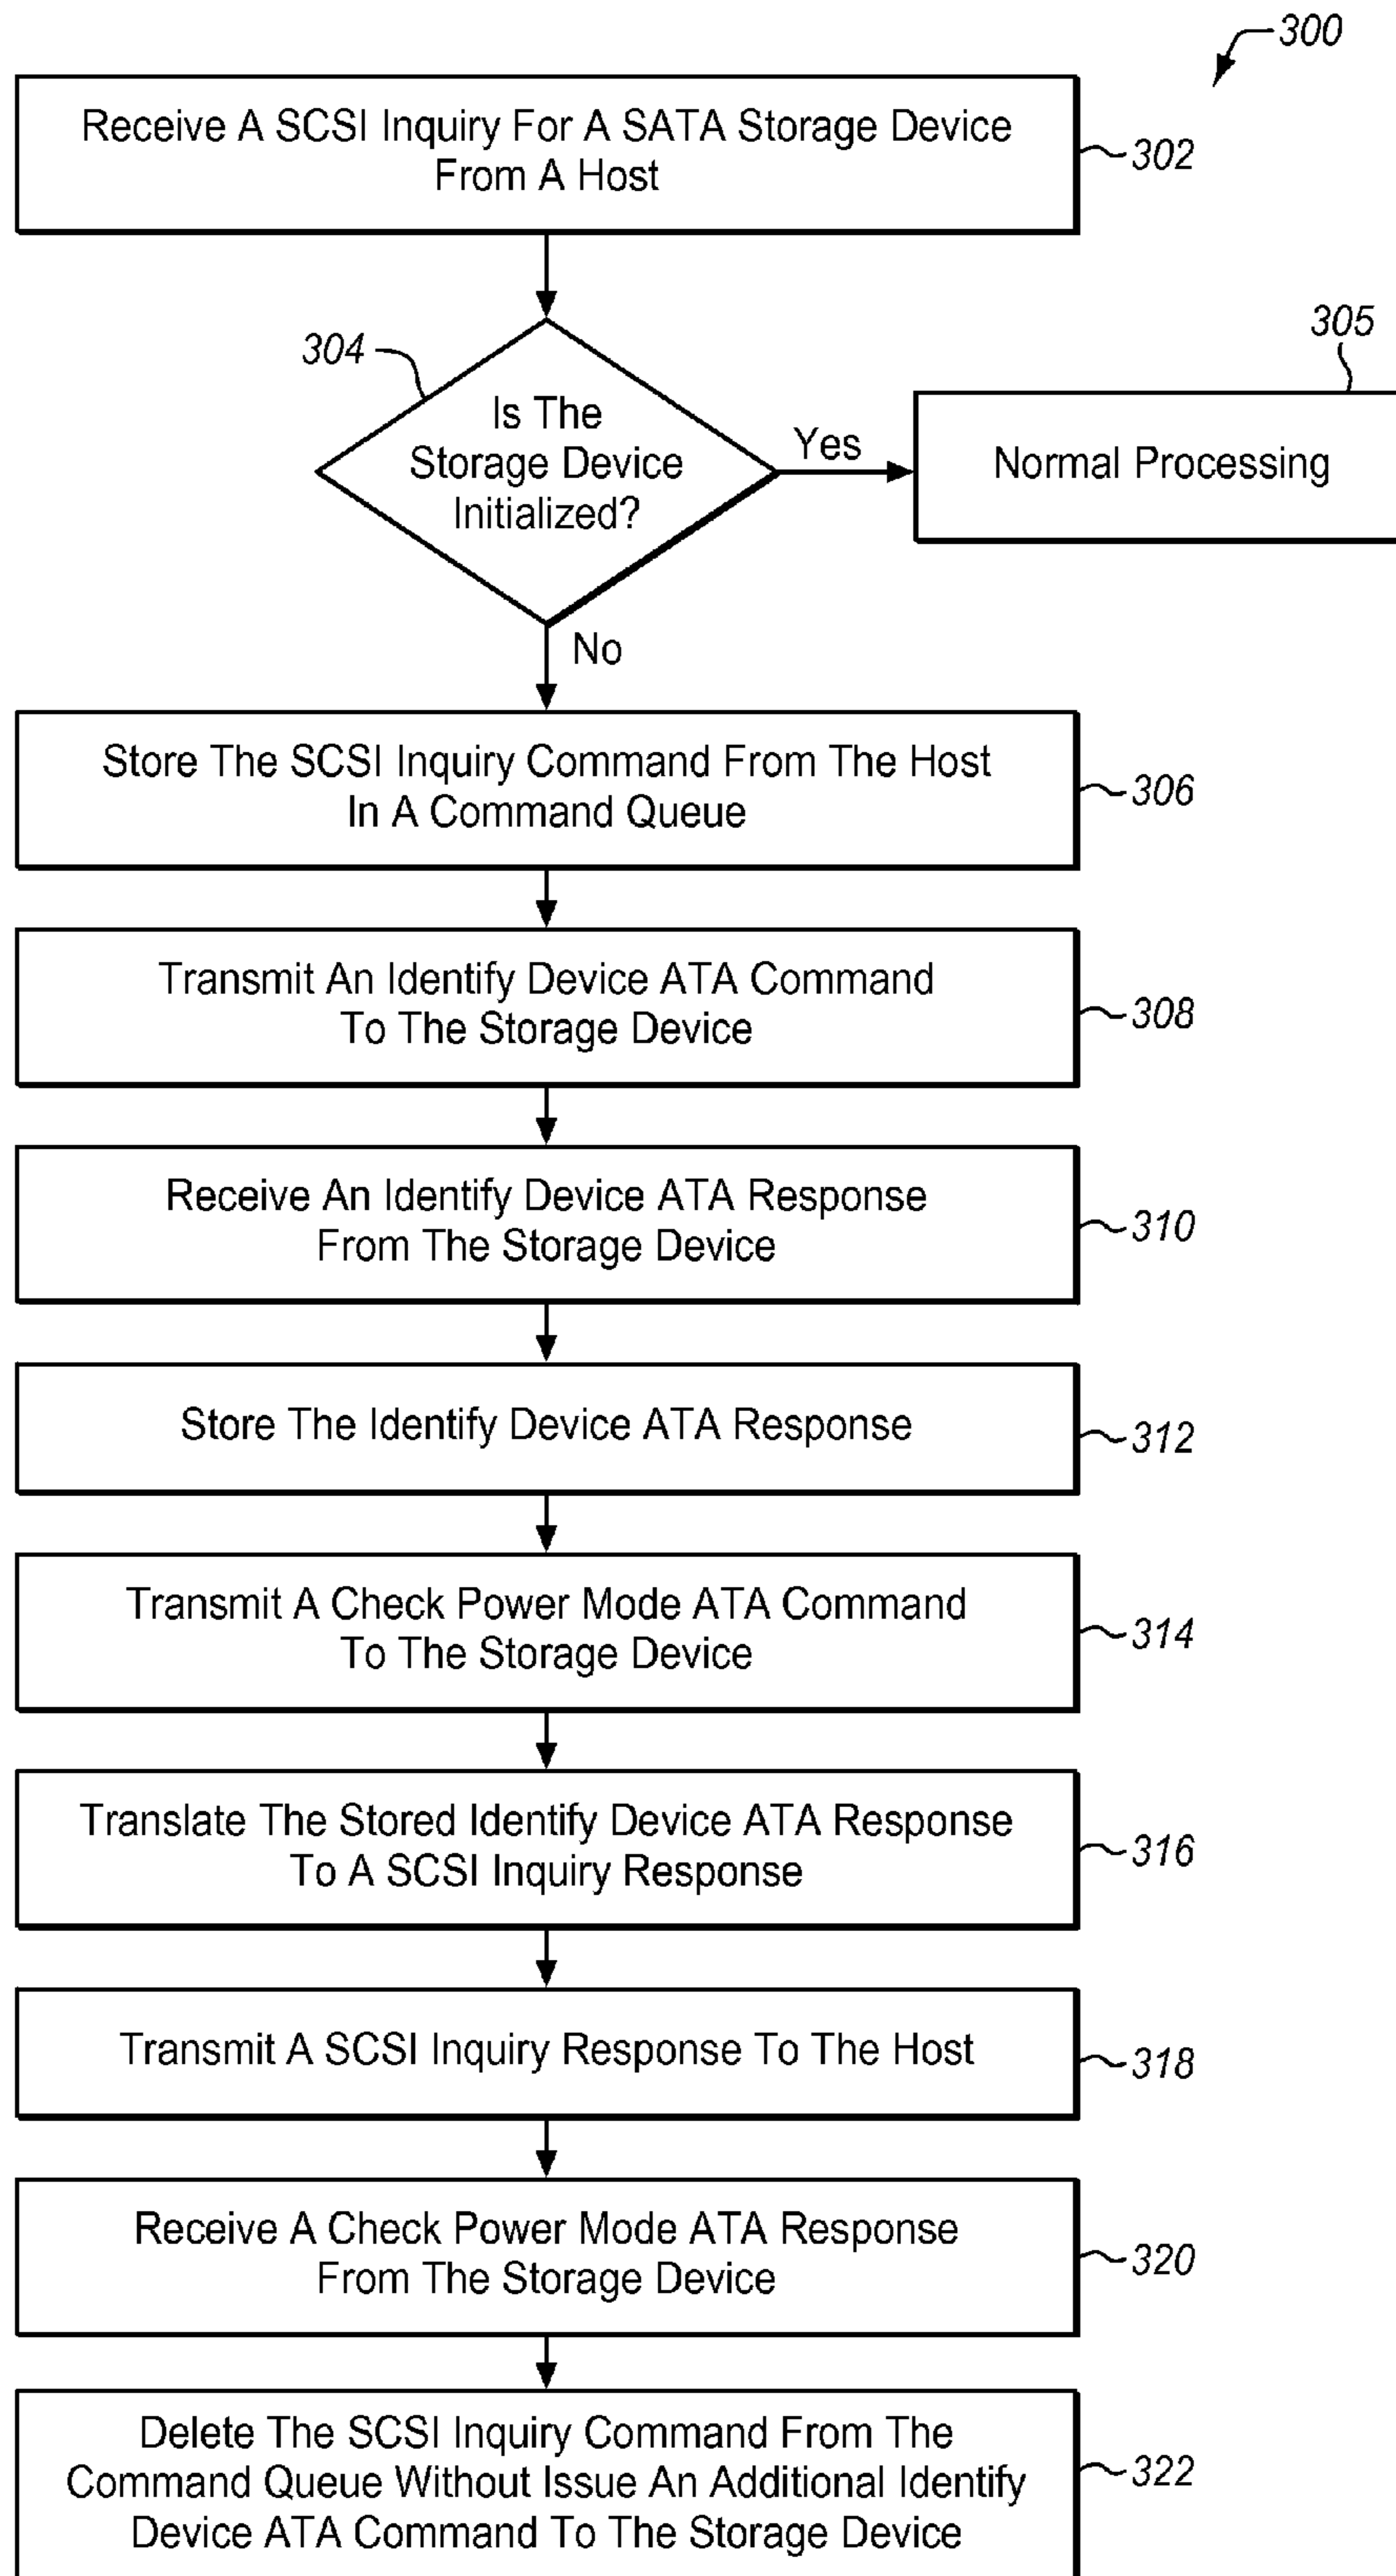 300
Receive A SCSI Inquiry For A SATA Storage Device
From A Host
302
304
Is The
Storage Device
Initialized?
Yes
305
Normal Processing
No
Store The SCSI Inquiry Command From The Host
In A Command Queue
306
Transmit An Identify Device ATA Command
To The Storage Device
308
Receive An Identify Device ATA Response
From The Storage Device
310
Store The Identify Device ATA Response
312
Transmit A Check Power Mode ATA Command
To The Storage Device
314
Translate The Stored Identify Device ATA Response
To A SCSI Inquiry Response
316
Transmit A SCSI Inquiry Response To The Host
318
Receive A Check Power Mode ATA Response
From The Storage Device
320
Delete The SCSI Inquiry Command From The
Command Queue Without Issue An Additional Identify
Device ATA Command To The Storage Device
322